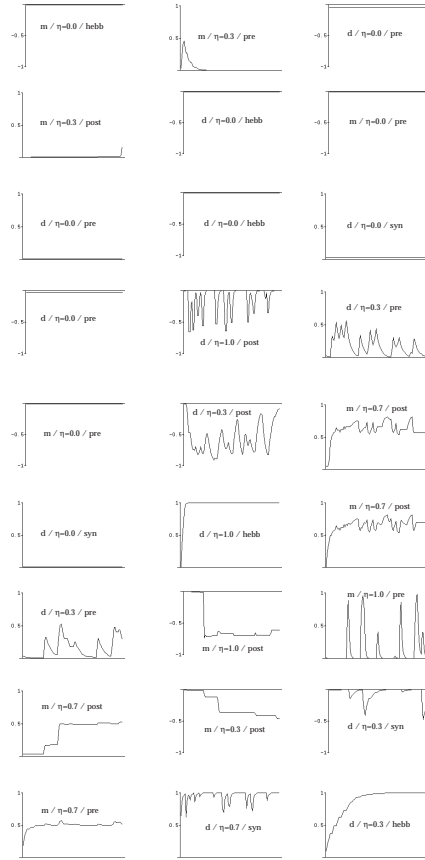 m / η=0.0 / hebb
-0.5
-1
1
0.5
m / η=0.3 / pre
d / η=0.0 / pre
-0.5
-1
1
0.5
m / η=0.3 / post
-0.5
-1
d / η=0.0 / hebb
-0.5
-1
m / η=0.0 / pre
1
0.5
d / η=0.0 / pre
-0.5
-1
d / η=0.0 / hebb
1
0.5
d / η=0.0 / syn
-0.5
-1
d / η=0.0 / pre
-0.5
-1
d / η=1.0 / post
1
0.5
d / η=0.3 / pre
-0.5
-1
m / η=0.0 / pre
-0.5
-1
d / η=0.3 / post
1
0.5
m / η=0.7 / post
1
0.5
d / η=0.0 / syn
1
0.5
d / η=1.0 / hebb
1
0.5
m / η=0.7 / post
1
0.5
d / η=0.3 / pre
-0.5
-1
m / η=1.0 / post
1
0.5
m / η=1.0 / pre
1
0.5
m / η=0.7 / post
-0.5
-1
m / η=0.3 / post
-0.5
-1
d / η=0.3 / syn
1
0.5
m / η=0.7 / pre
1
0.5
d / η=0.7 / syn
1
0.5
d / η=0.3 / hebb